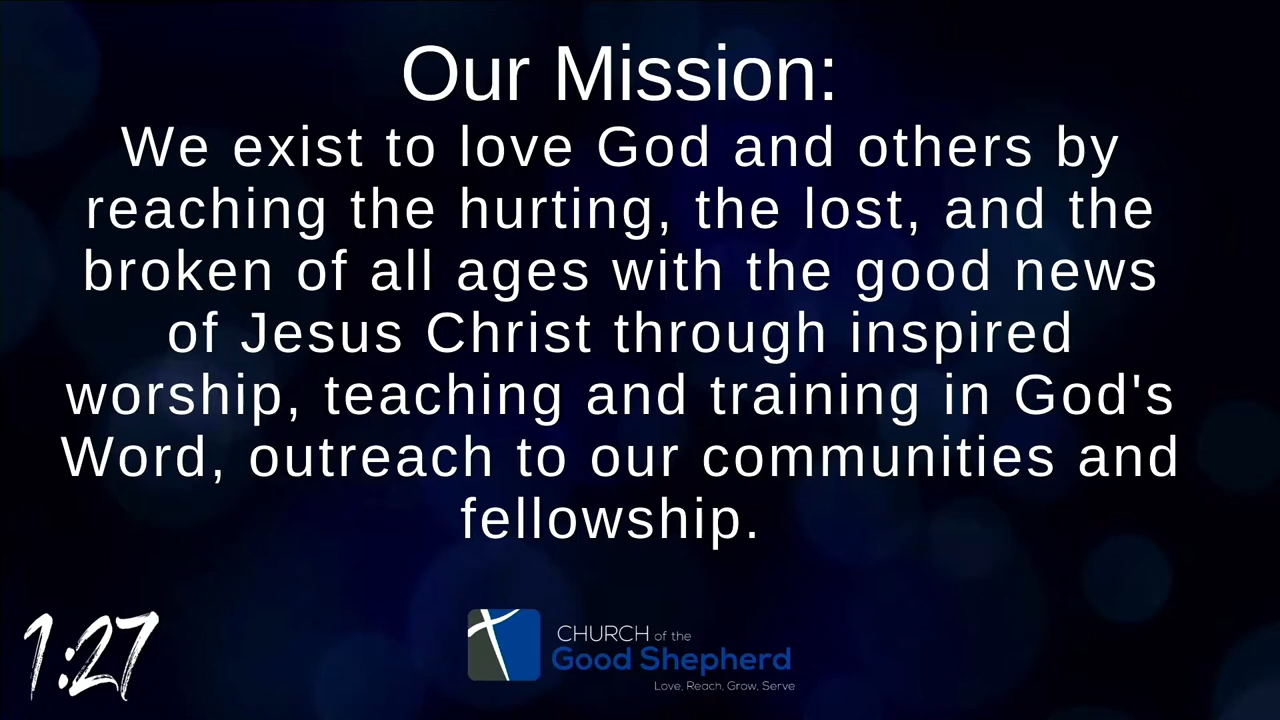 Our Mission:
We exist to love God and others by
reaching the hurting, the lost, and the
broken of all ages with the good news
of Jesus Christ through inspired
worship, teaching and training in God's
Word, outreach to our communities and
fellowship.
1:27
CHURCH of the
Good Shepherd
Love, Reach, Grow, Serve